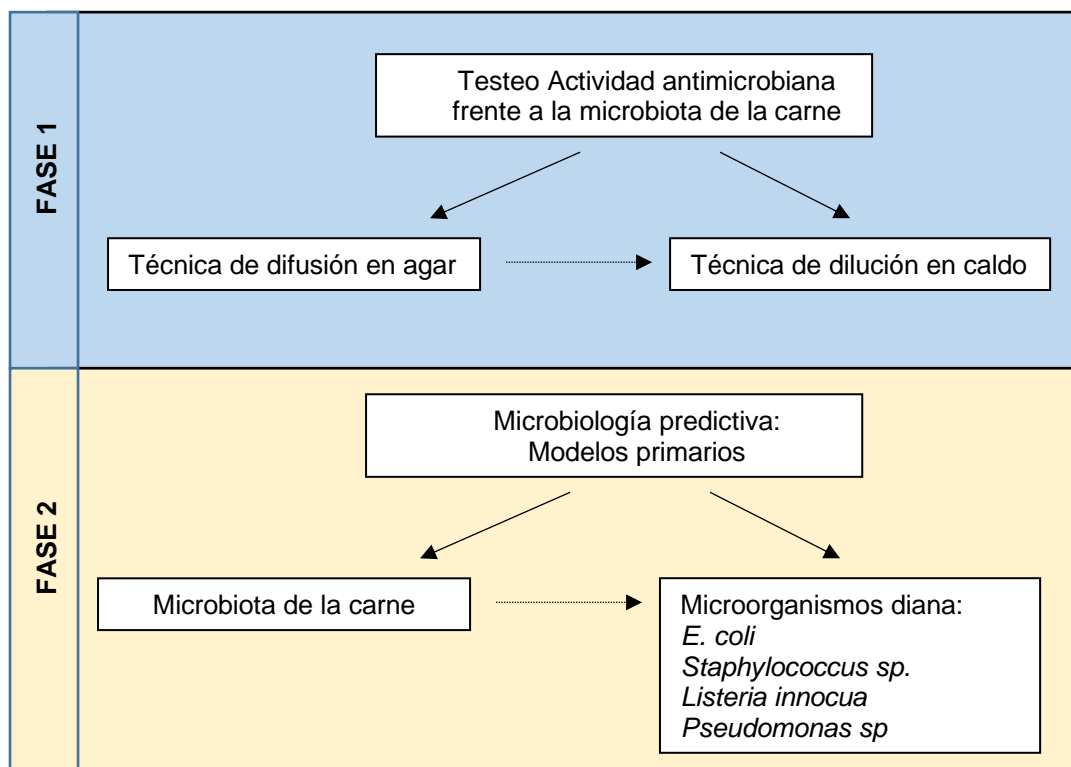 FASE 1
Testeo Actividad antimicrobiana
frente a la microbiota de la carne
Técnica de difusión en agar
Técnica de dilución en caldo
FASE 2
Microbiología predictiva:
Modelos primarios
Microbiota de la carne
Microorganismos diana:
E. coli
Staphylococcus sp.
Listeria innocua
Pseudomonas sp